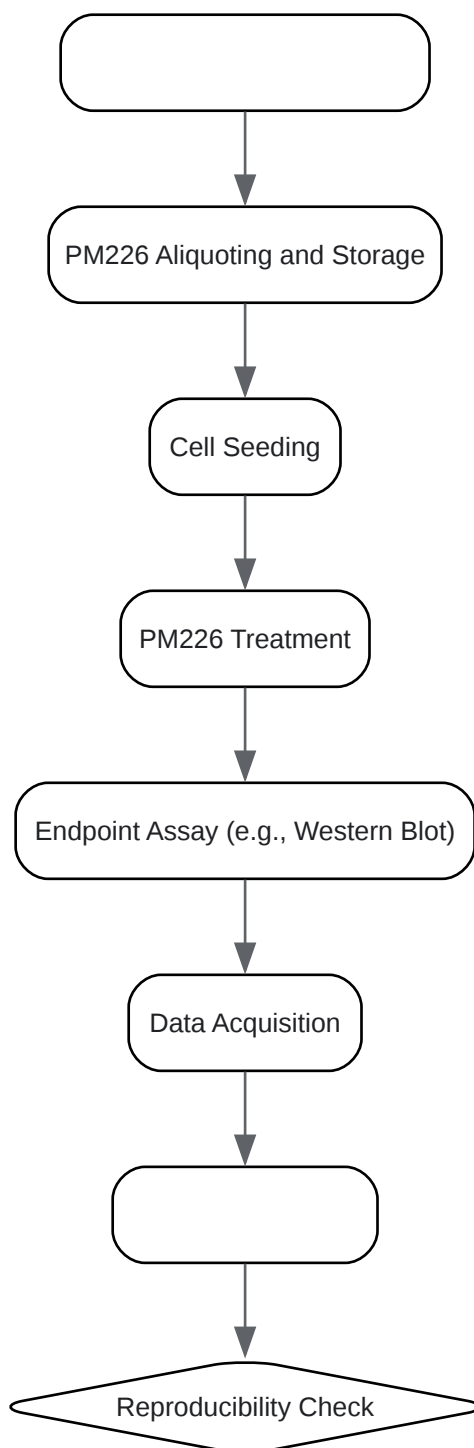 PM226 Aliquoting and Storage
Cell Seeding
PM226 Treatment
Endpoint Assay (e.g., Western Blot)
Data Acquisition
Reproducibility Check